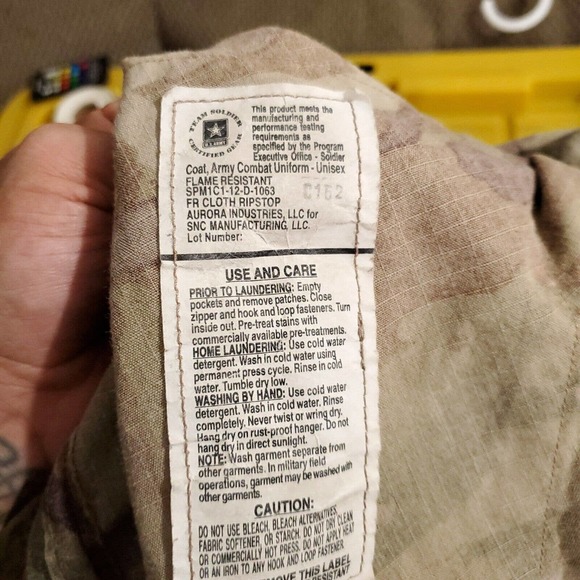 TEAM SOLDIER
U.S. ARMY
CERTIFIED GEAR
This product meets the
manufacturing and
performance testing
requirements as
specified by the Program
Executive Office - Soldier
Coat, Army Combat Uniform - Unisex
FLAME RESISTANT
SPM1C1-12-D-1063
C162
FR CLOTH RIPSTOP
AURORA INDUSTRIES, LLC for
SNC MANUFACTURING, LLC.
Lot Number:
USE AND CARE
PRIOR TO LAUNDERING: Empty
pockets and remove patches. Close
zipper and hook and loop fasteners. Turn
inside out. Pre-treat stains with
commercially available pre-treatments.
HOME LAUNDERING: Use cold water
detergent. Wash in cold water using
permanent press cycle. Rinse in cold
water. Tumble dry low.
WASHING BY HAND: Use cold water
detergent. Wash in cold water. Rinse
completely. Never twist or wring dry.
Hang dry on rust-proof hanger. Do not
hang dry in direct sunlight.
NOTE: Wash garment separate from
other garments. In military field
operations, garment may be washed with
other garments.
CAUTION:
DO NOT USE BLEACH, BLEACH ALTERNATIVES,
FABRIC SOFTENER, OR STARCH. DO NOT DRY CLEAN
OR COMMERCIALLY HOT PRESS. DO NOT APPLY HEAT
OR AN IRON TO ANY HOOK AND LOOP FASTENER
REMOVE THIS LABEL